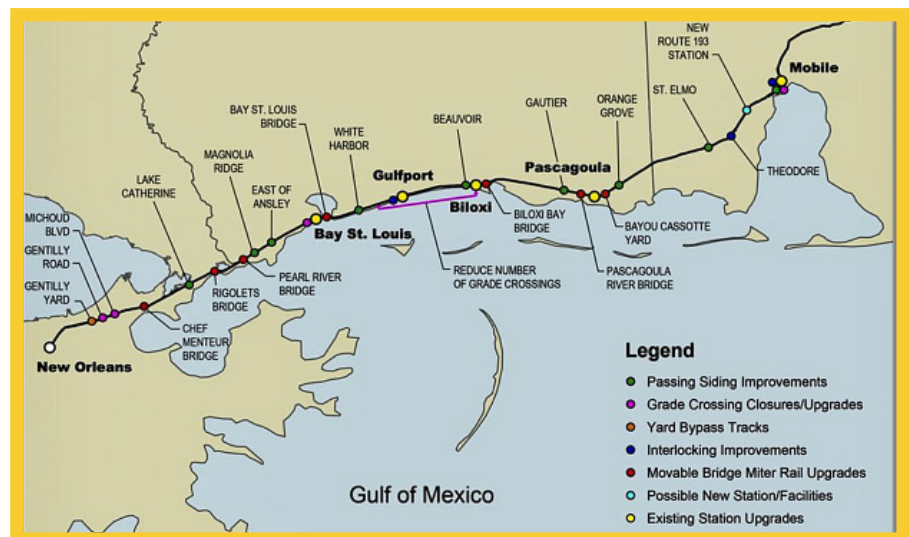 NEW
ROUTE 193
STATION
Mobile
ST. ELMO
ORANGE
GROVE
GAUTIER
BEAUVOIR
BAY ST. LOUIS
BRIDGE
WHITE
HARBOR
MAGNOLIA
RIDGE
LAKE
CATHERINE
EAST OF
ANSLEY
Gulfport
Pascagoula
THEODORE
MICHOUD
BLVD
GENTILLY
ROAD
GENTILLY
YARD
Bay St. Louis
Biloxi
BILOXI BAY
BRIDGE
BAYOU CASSOTTE
YARD
PASCAGOULA
RIVER BRIDGE
REDUCE NUMBER
OF GRADE CROSSINGS
PEARL RIVER
BRIDGE
RIGOLETS
BRIDGE
CHEF
MENTEUR
BRIDGE
New Orleans
Gulf of Mexico
Legend
Passing Siding Improvements
Grade Crossing Closures/Upgrades
Yard Bypass Tracks
Interlocking Improvements
Movable Bridge Miter Rail Upgrades
Possible New Station/Facilities
Existing Station Upgrades